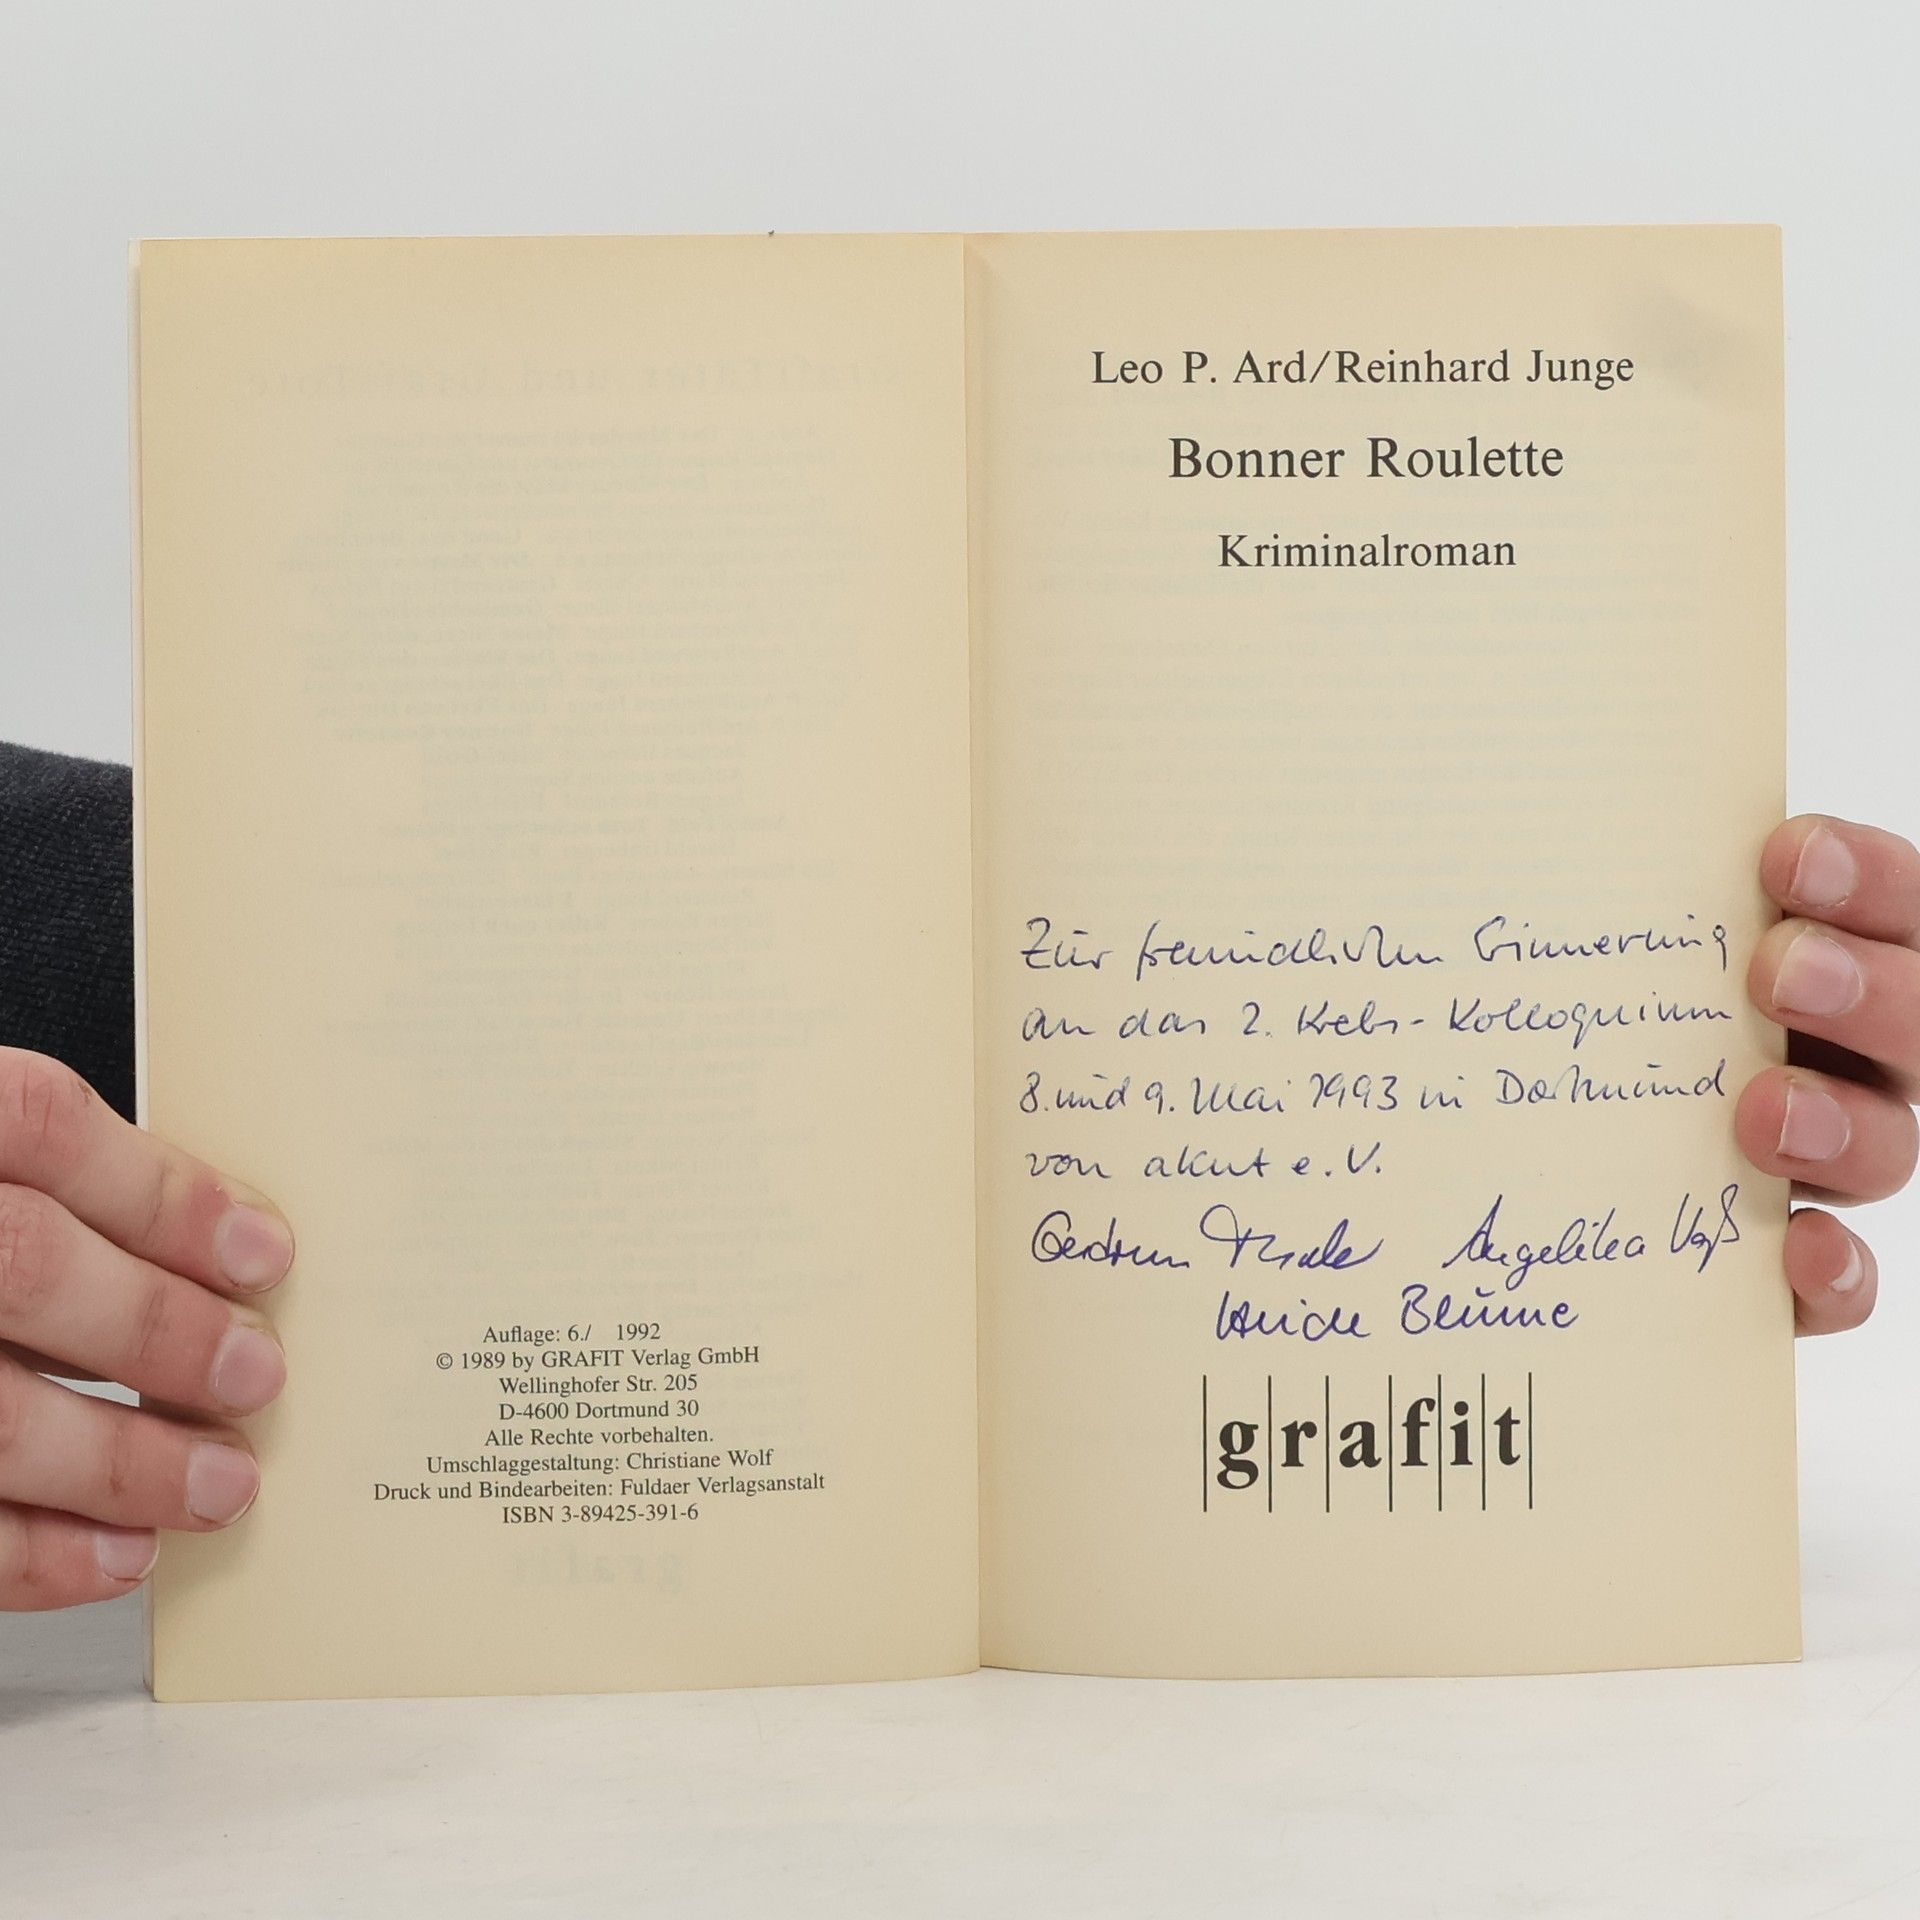 Auflage: 6./ 1992
© 1989 by GRAFIT Verlag GmbH
Wellinghofer Str. 205
D-4600 Dortmund 30
Alle Rechte vorbehalten.
Umschlaggestaltung: Christiane Wolf
Druck und Bindearbeiten: Fuldaer Verlagsanstalt
ISBN 3-89425-391-6
Leo P. Ard/Reinhard Junge
Bonner Roulette
Kriminalroman
Zur freundlichen Erinnerung
an das 2. Krebs-Kolloquium
8. und 9. Mai 1993 in Dortmund
von akut e.V.
Angelika Voß
Heide Blume
grafit